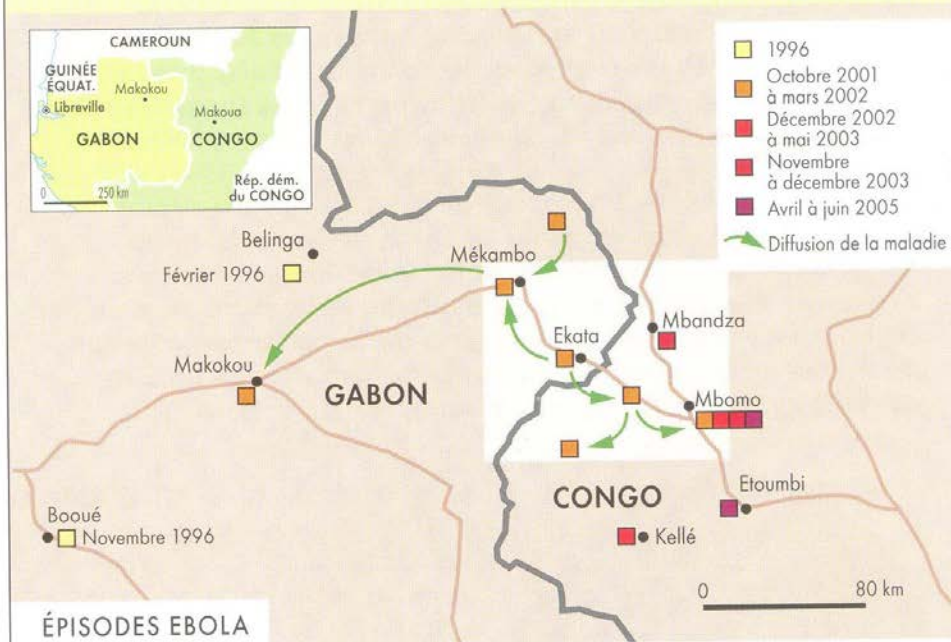 CAMEROUN
GUINÉE
ÉQUAT.
Libreville
Makokou
Makoua
GABON
CONGO
Rép. dém.
du CONGO
0 250 km
1996
Octobre 2001
à mars 2002
Décembre 2002
à mai 2003
Novembre
à décembre 2003
Avril à juin 2005
Diffusion de la maladie
Belinga
Février 1996
Mékambo
Mbandza
Ekata
Makokou
GABON
Mbomo
CONGO
Etoumbi
Booué
Novembre 1996
Kellé
0 80 km
ÉPISODES EBOLA